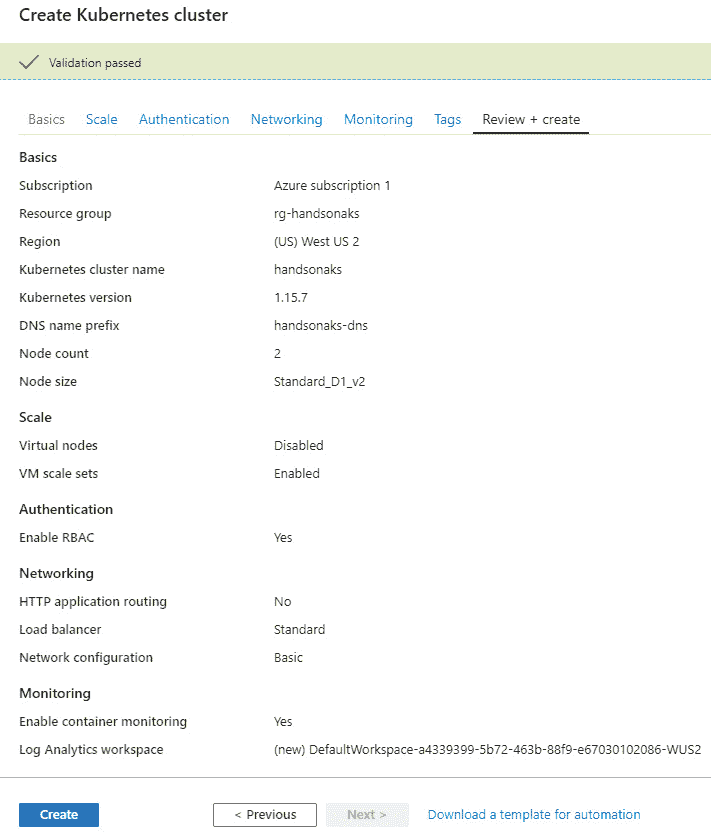 Create Kubernetes cluster
Validation passed
Basics Scale Authentication Networking Monitoring Tags Review + create
Basics
Subscription Azure subscription 1
Resource group rg-handsonaks
Region (US) West US 2
Kubernetes cluster name handsonaks
Kubernetes version 1.15.7
DNS name prefix handsonaks-dns
Node count 2
Node size Standard_D1_v2
Scale
Virtual nodes Disabled
VM scale sets Enabled
Authentication
Enable RBAC Yes
Networking
HTTP application routing No
Load balancer Standard
Network configuration Basic
Monitoring
Enable container monitoring Yes
Log Analytics workspace (new) DefaultWorkspace-a4339399-5b72-463b-88f9-e67030102086-WUS2
Create < Previous Next > Download a template for automation